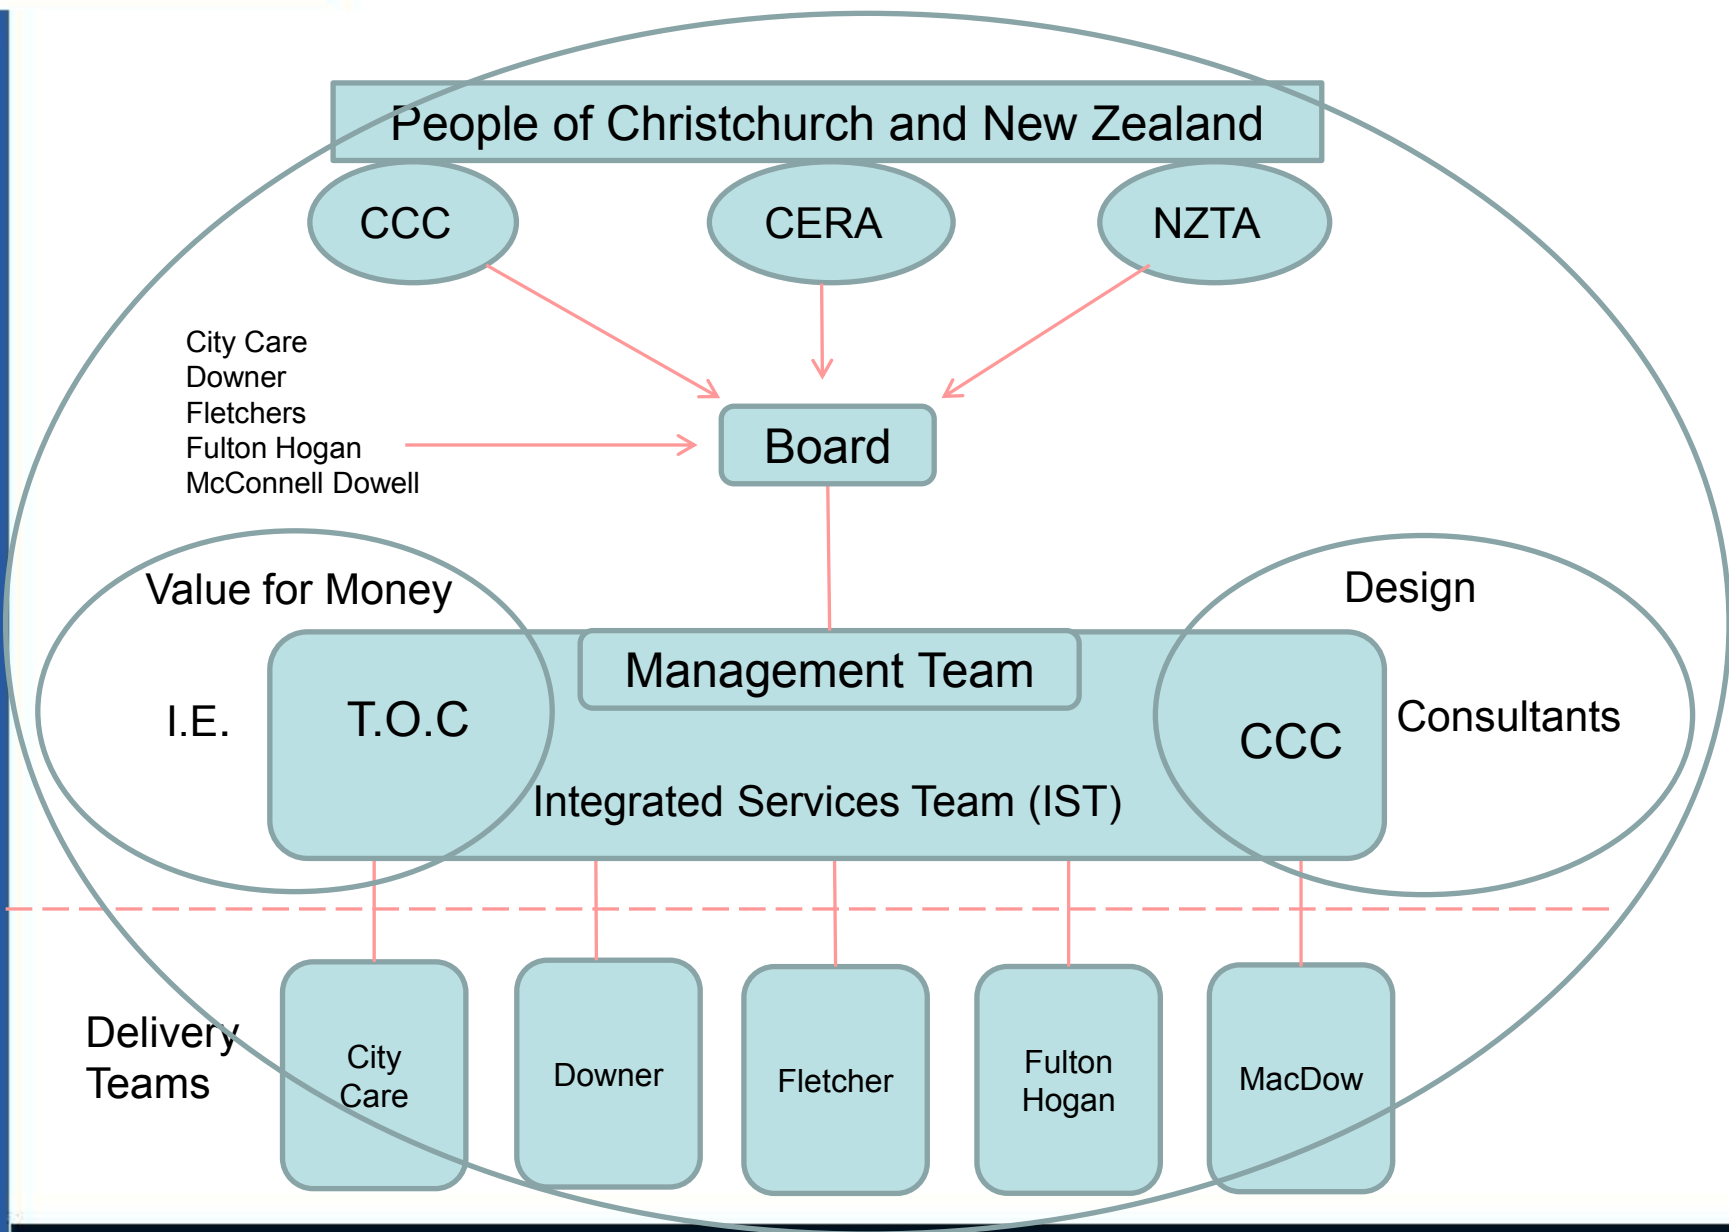 People of Christchurch and New Zealand
CCC
CERA
NZTA
City Care
Downer
Fletchers
Fulton Hogan
McConnell Dowell
Board
Value for Money
Design
Management Team
I.E.
T.O.C
CCC
Consultants
Integrated Services Team (IST)
Delivery
Teams
City
Care
Downer
Fletcher
Fulton
Hogan
MacDow